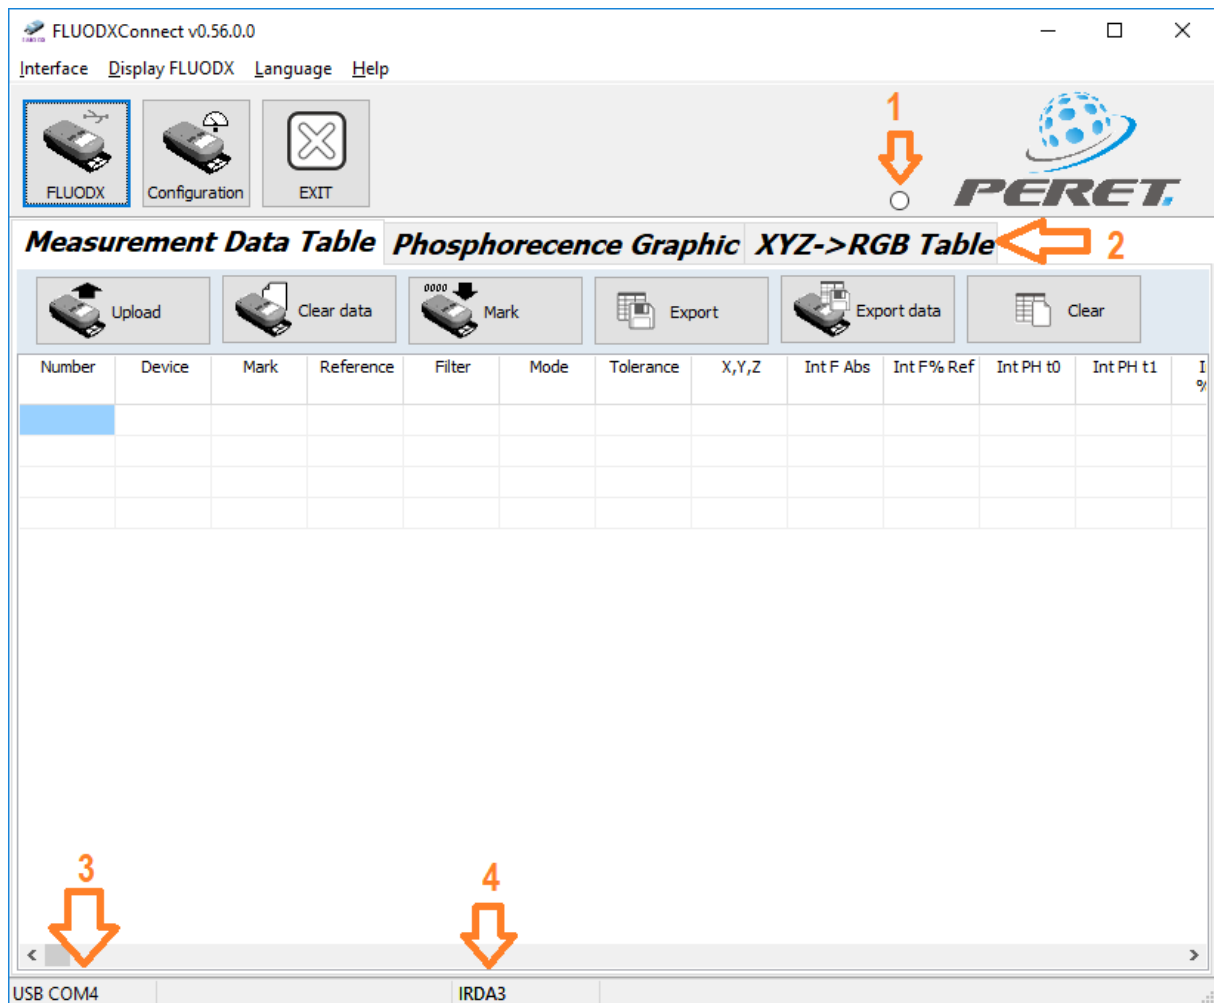 FLUODXConnect v0.56.0.0
Interface Display FLUODX Language Help
FLUODX Configuration EXIT
1
PERET.
Measurement Data Table Phosphorecence Graphic XYZ->RGB Table 2
Upload Clear data 0000 Mark Export Export data Clear
Number Device Mark Reference Filter Mode Tolerance X,Y,Z Int F Abs Int F% Ref Int PH t0 Int PH t1 I
%
3
4
USB COM4 IRDA3